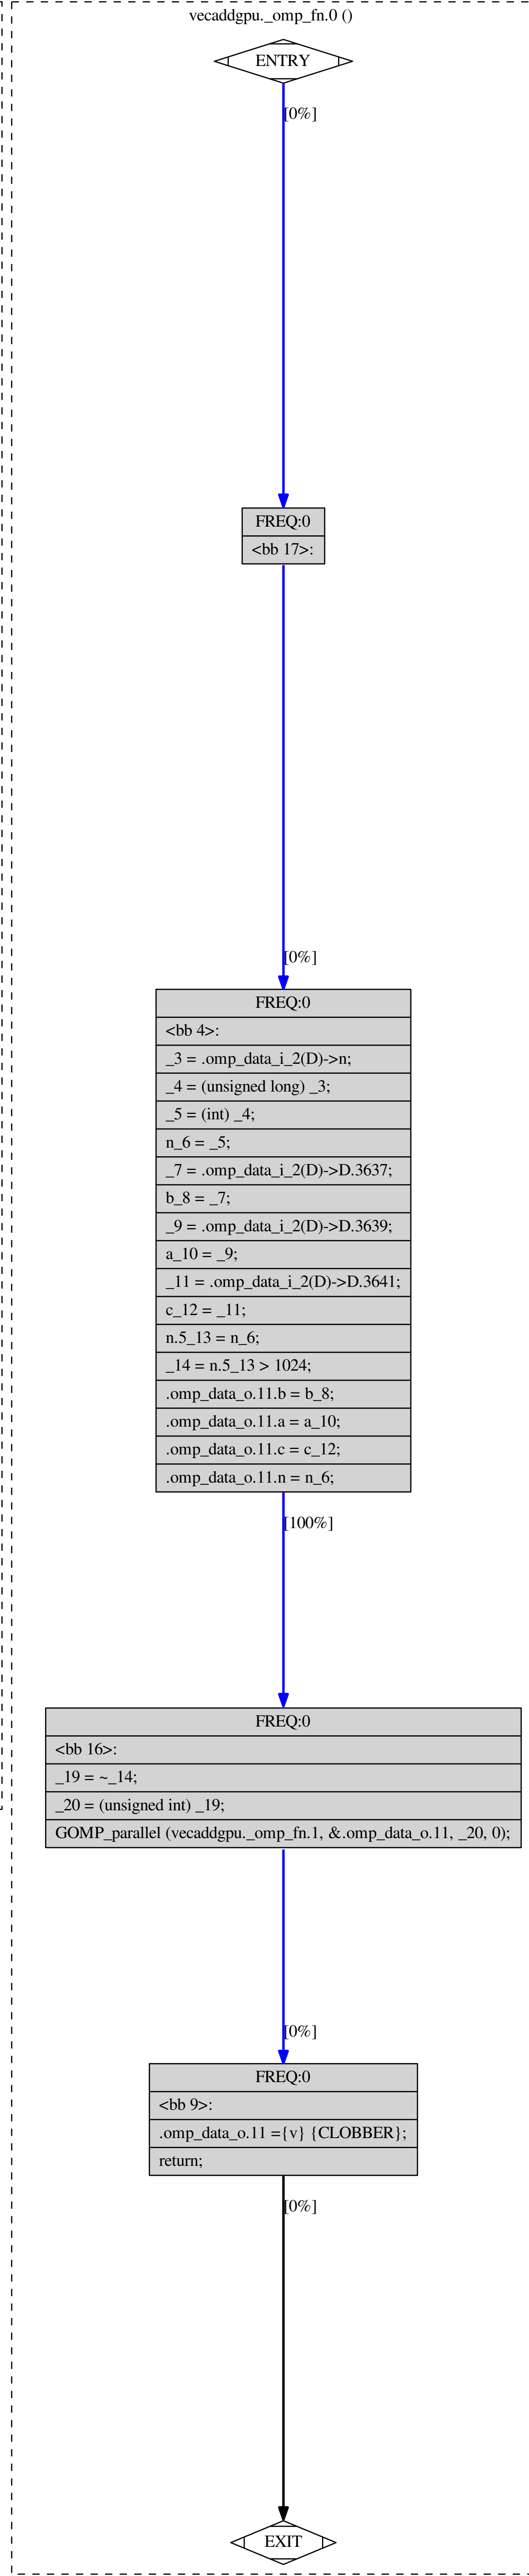 vecaddgpu._omp_fn.0 ()
ENTRY
[0%]
FREQ:0
<bb 17>:
[0%]
FREQ:0
<bb 4>:
_3 = .omp_data_i_2(D)->n;
_4 = (unsigned long) _3;
_5 = (int) _4;
n_6 = _5;
_7 = .omp_data_i_2(D)->D.3637;
b_8 = _7;
_9 = .omp_data_i_2(D)->D.3639;
a_10 = _9;
_11 = .omp_data_i_2(D)->D.3641;
c_12 = _11;
n.5_13 = n_6;
_14 = n.5_13 > 1024;
.omp_data_o.11.b = b_8;
.omp_data_o.11.a = a_10;
.omp_data_o.11.c = c_12;
.omp_data_o.11.n = n_6;
[100%]
FREQ:0
<bb 16>:
_19 = ~_14;
_20 = (unsigned int) _19;
GOMP_parallel (vecaddgpu._omp_fn.1, &.omp_data_o.11, _20, 0);
[0%]
FREQ:0
<bb 9>:
.omp_data_o.11 ={v} {CLOBBER};
return;
[0%]
EXIT